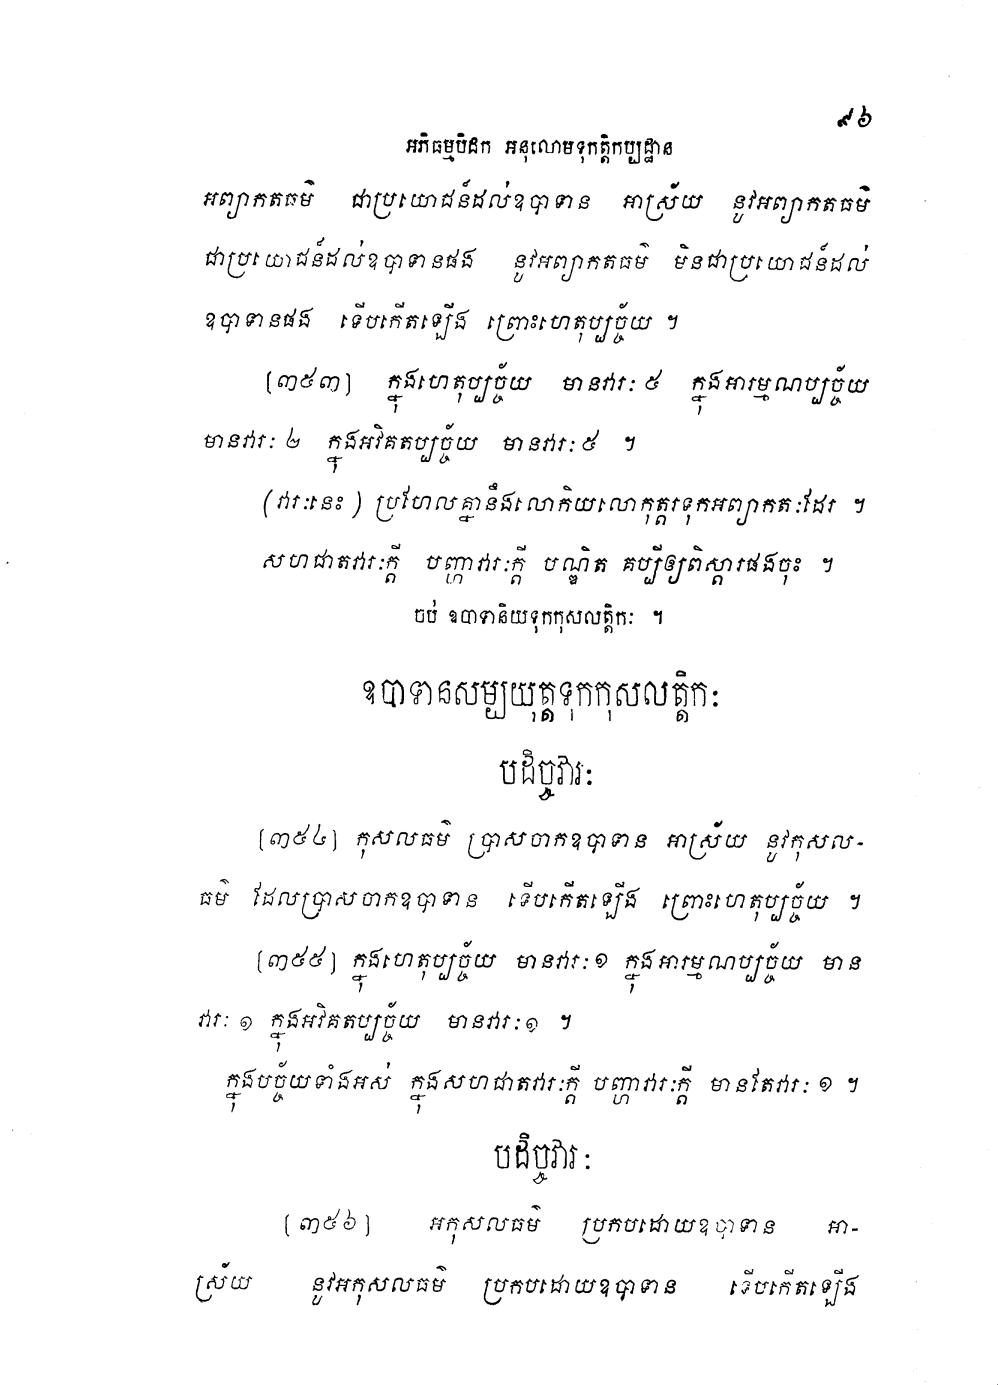 ៩៦
អភិធម្មបិដក អនុលោមទុកត្តិកប្បដ្ឋាន
អព្យាកតធម៌ ជាប្រយោជន៍ដល់ឧបាទាន អាស្រ័យ នូវអព្យាកតធម៌
ជាប្រយោជន៍ដល់ឧបាទានផង នូវអព្យាកតធម៌ មិនជាប្រយោជន៍ដល់
ឧបាទានផង ទើបកើតឡើង ព្រោះហេតុប្បច្ច័យ ។
[៣៥៣] ក្នុងហេតុប្បច្ច័យ មានវារៈ ៥ ក្នុងអារម្មណប្បច្ច័យ
មានវារៈ ២ ក្នុងអវិគតប្បច្ច័យ មានវារៈ ៥ ។
(វារៈនេះ) ប្រហែលគ្នានឹងលោកិយលោកុត្តរទុកអព្យាកតៈដែរ ។
សហជាតវារៈក្តី បញ្ហាវារៈក្តី បណ្ឌិត គប្បីឲ្យពិស្តារផងចុះ ។
ចប់ ឧបាទានិយទុកកុសលត្តិកៈ ។
ឧបាទានសម្បយុត្តទុកកុសលត្តិកៈ
បដិច្ចវារៈ
[៣៥៤] កុសលធម៌ ប្រាសចាកឧបាទាន អាស្រ័យ នូវកុសល-
ធម៌ ដែលប្រាសចាកឧបាទាន ទើបកើតឡើង ព្រោះហេតុប្បច្ច័យ ។
[៣៥៥] ក្នុងហេតុប្បច្ច័យ មានវារៈ ១ ក្នុងអារម្មណប្បច្ច័យ មាន
វារៈ ១ ក្នុងអវិគតប្បច្ច័យ មានវារៈ ១ ។
ក្នុងបច្ច័យទាំងអស់ ក្នុងសហជាតវារៈក្តី បញ្ហាវារៈក្តី មានតែវារៈ ១ ។
បដិច្ចវារៈ
[៣៥៦] អកុសលធម៌ ប្រកបដោយឧបាទាន អា-
ស្រ័យ នូវអកុសលធម៌ ប្រកបដោយឧបាទាន ទើបកើតឡើង